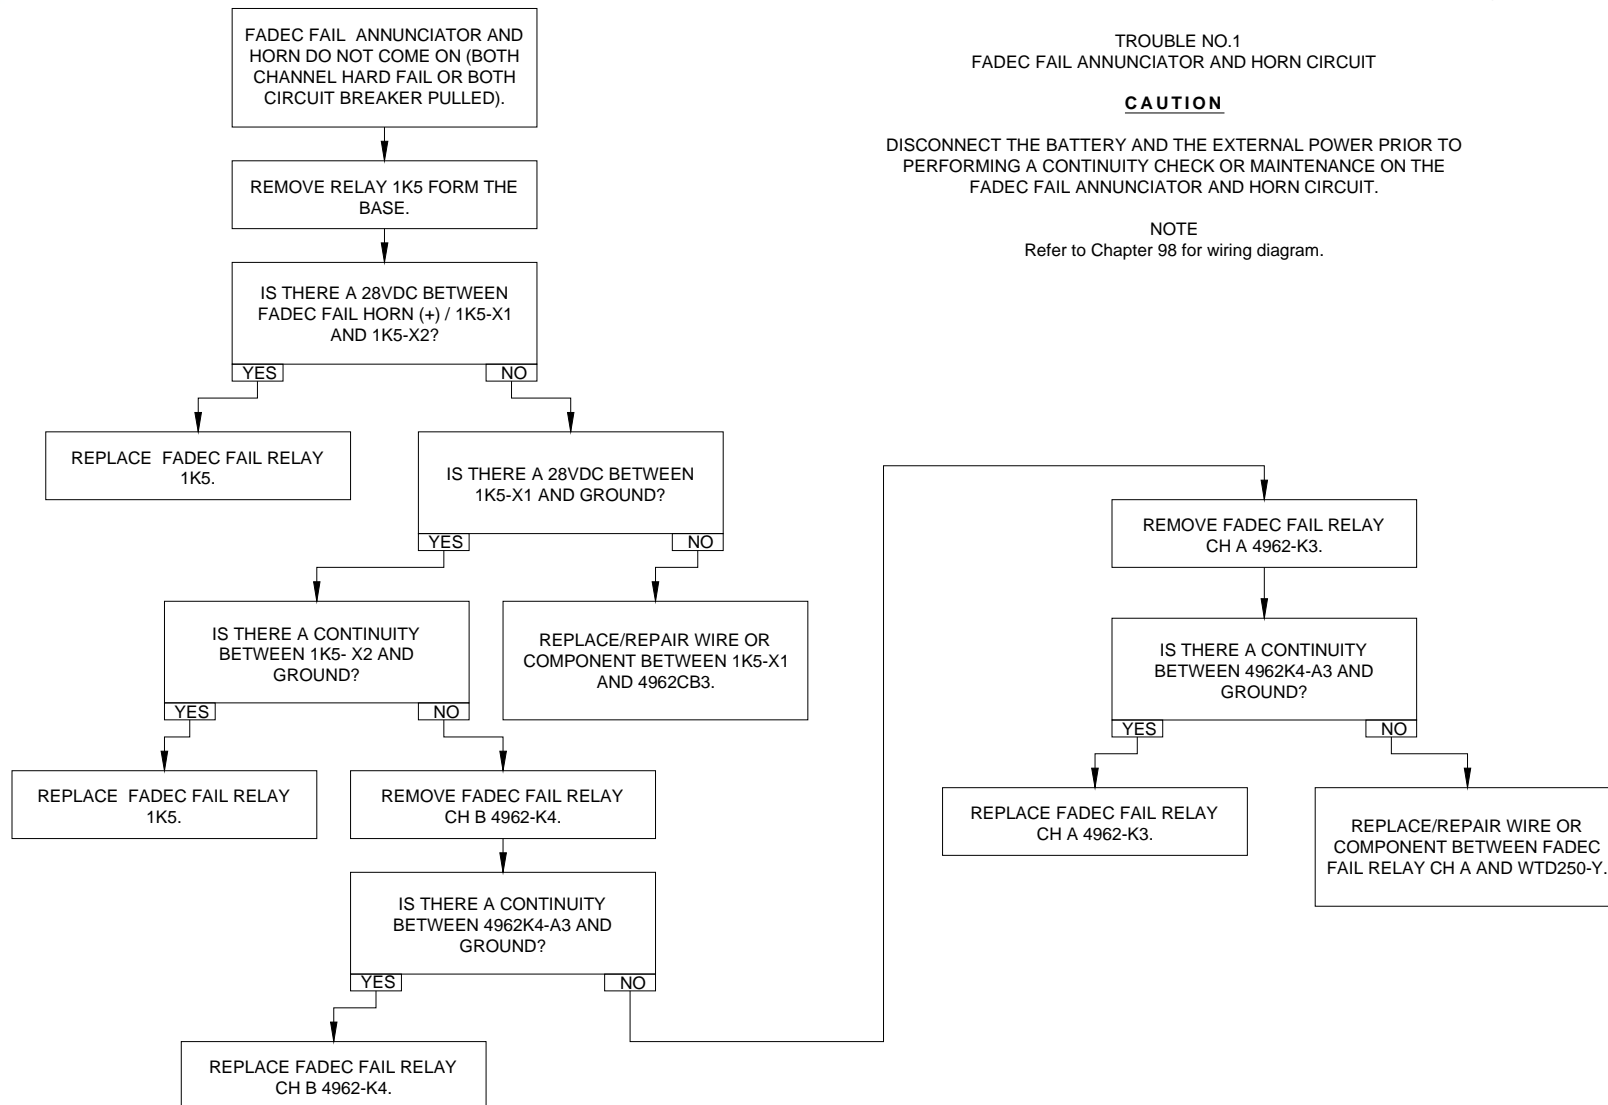 FADEC FAIL ANNUNCIATOR AND
HORN DO NOT COME ON (BOTH
CHANNEL HARD FAIL OR BOTH
CIRCUIT BREAKER PULLED).
TROUBLE NO.1
FADEC FAIL ANNUNCIATOR AND HORN CIRCUIT
CAUTION
DISCONNECT THE BATTERY AND THE EXTERNAL POWER PRIOR TO
PERFORMING A CONTINUITY CHECK OR MAINTENANCE ON THE
FADEC FAIL ANNUNCIATOR AND HORN CIRCUIT.
NOTE
Refer to Chapter 98 for wiring diagram.
REMOVE RELAY 1K5 FORM THE
BASE.
IS THERE A 28VDC BETWEEN
FADEC FAIL HORN (+) / 1K5-X1
AND 1K5-X2?
YES
NO
REPLACE FADEC FAIL RELAY
1K5.
IS THERE A 28VDC BETWEEN
1K5-X1 AND GROUND?
YES
NO
IS THERE A CONTINUITY
BETWEEN 1K5- X2 AND
GROUND?
YES
NO
REPLACE/REPAIR WIRE OR
COMPONENT BETWEEN 1K5-X1
AND 4962CB3.
REPLACE FADEC FAIL RELAY
1K5.
REMOVE FADEC FAIL RELAY
CH B 4962-K4.
IS THERE A CONTINUITY
BETWEEN 4962K4-A3 AND
GROUND?
YES
NO
REPLACE FADEC FAIL RELAY
CH B 4962-K4.
REMOVE FADEC FAIL RELAY
CH A 4962-K3.
IS THERE A CONTINUITY
BETWEEN 4962K4-A3 AND
GROUND?
YES
NO
REPLACE FADEC FAIL RELAY
CH A 4962-K3.
REPLACE/REPAIR WIRE OR
COMPONENT BETWEEN FADEC
FAIL RELAY CH A AND WTD250-Y.